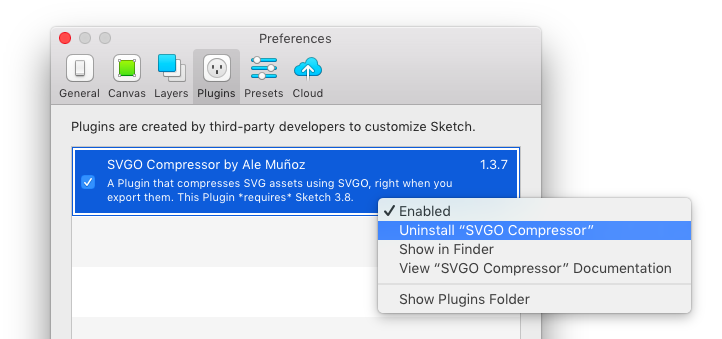 Preferences
General Canvas Layers Plugins Presets Cloud
Plugins are created by third-party developers to customize Sketch.
SVGO Compressor by Ale Muñoz 1.3.7
A Plugin that compresses SVG assets using SVGO, right when you
export them. This Plugin *requires* Sketch 3.8.
Enabled
Uninstall “SVGO Compressor”
Show in Finder
View “SVGO Compressor” Documentation
Show Plugins Folder